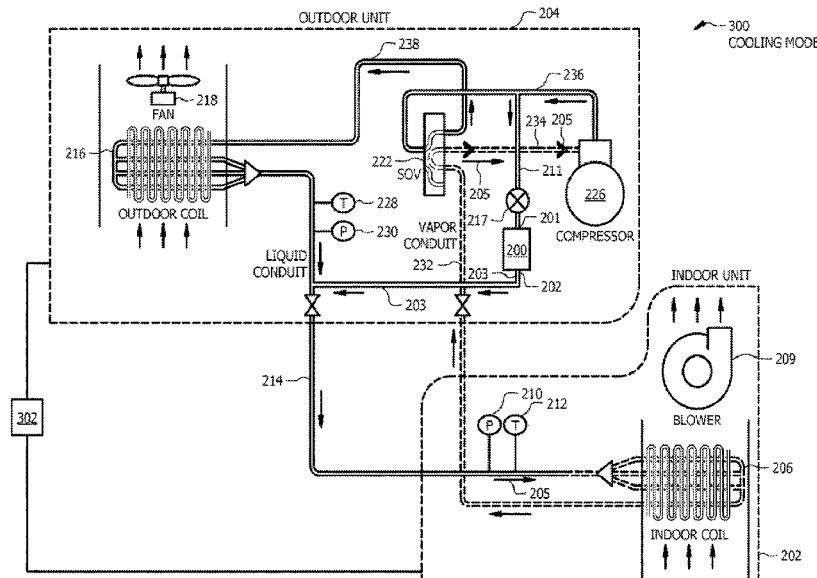 OUTDOOR UNIT
204
300
COOLING MODE
238
236
218
FAN
234
205
216
222
SOV
205
211
226
OUTDOOR COIL
T
228
217
201
COMPRESSOR
P
230
VAPOR
CONDUIT
200
LIQUID
CONDUIT
232
203
202
INDOOR UNIT
203
209
214
302
210
212
P
T
BLOWER
206
205
INDOOR COIL
202